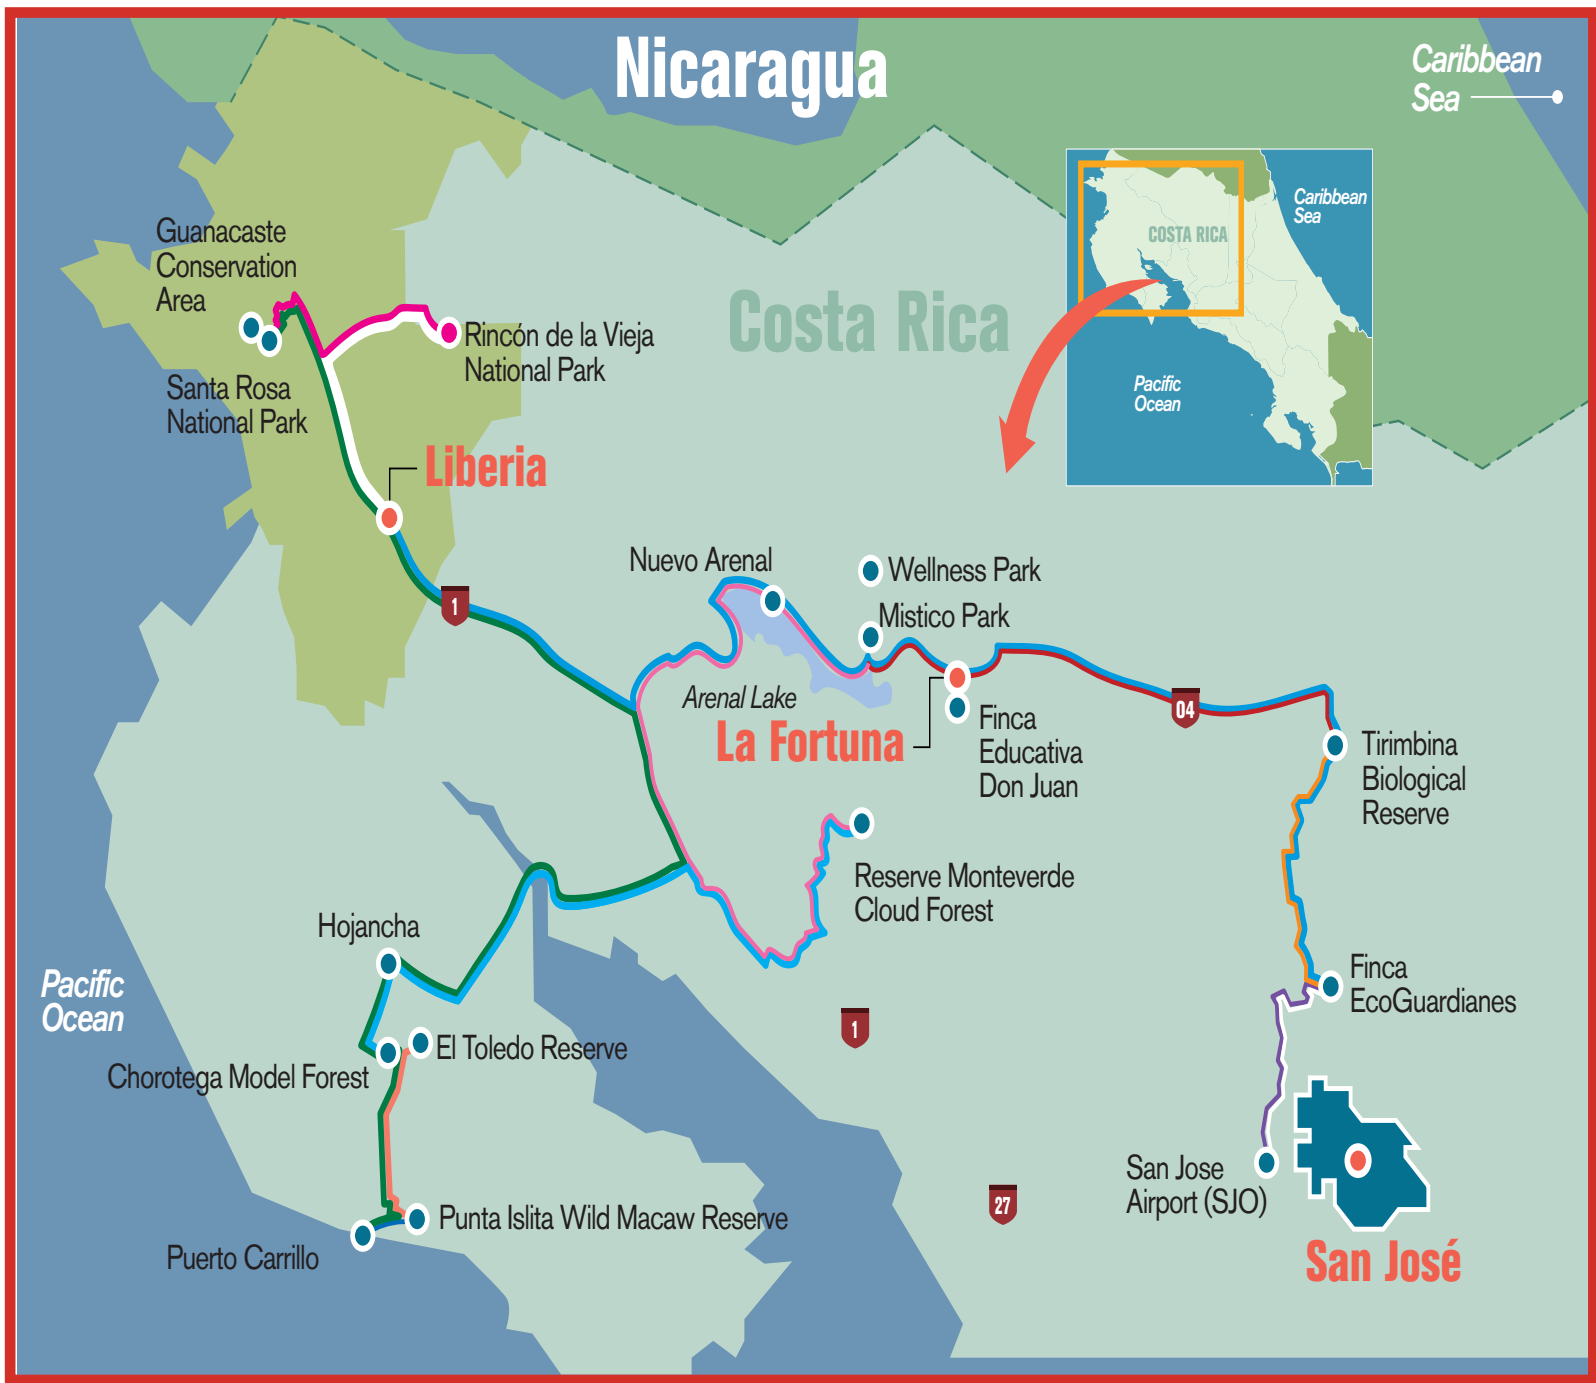 Nicaragua
Caribbean
Sea
Caribbean
Sea
COSTA RICA
Pacific
Ocean
Guanacaste
Conservation
Area
Rincón de la Vieja
National Park
Costa Rica
Santa Rosa
National Park
Liberia
Nuevo Arenal
Wellness Park
1
Mistico Park
Arenal Lake
La Fortuna
04
Finca
Educativa
Don Juan
Tirimbina
Biological
Reserve
Reserve Monteverde
Cloud Forest
Hojancha
Pacific
Ocean
Finca
EcoGuardianes
1
El Toledo Reserve
Chorotega Model Forest
San Jose
Airport (SJO)
27
Punta Islita Wild Macaw Reserve
Puerto Carrillo
San José